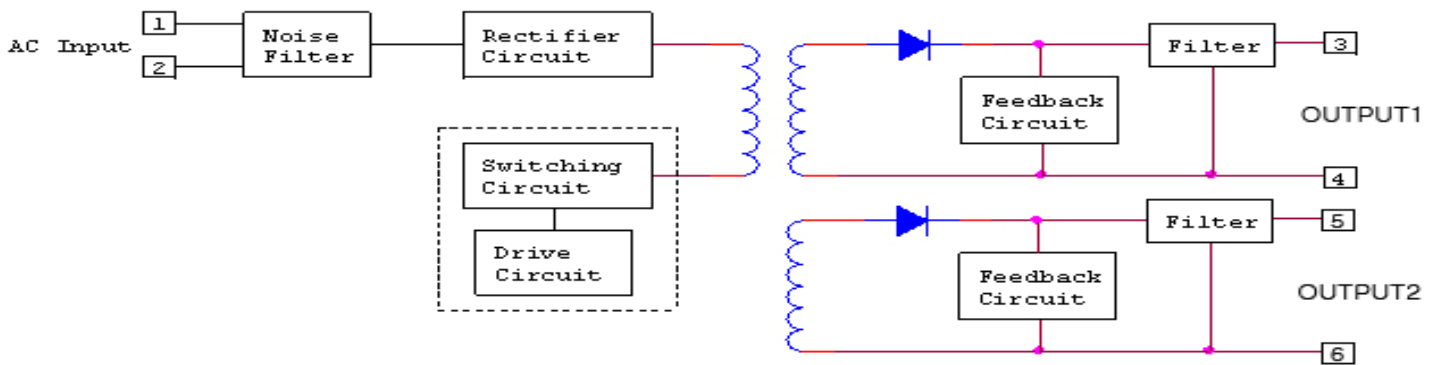 AC Input
1
2
Noise
Filter
Rectifier
Circuit
Switching
Circuit
Drive
Circuit
Feedback
Circuit
Filter
3
OUTPUT1
4
Feedback
Circuit
Filter
5
OUTPUT2
6